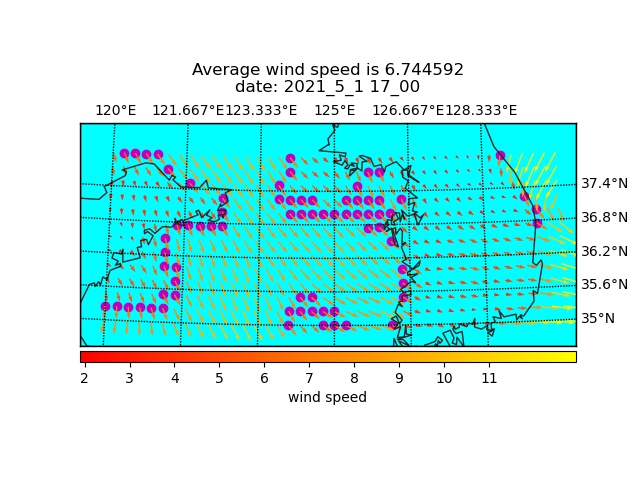 Average wind speed is 6.744592
date: 2021_5_1 17_00
120°E 121.667°E 123.333°E 125°E 126.667°E 128.333°E
37.4°N
36.8°N
36.2°N
35.6°N
35°N
2 3 4 5 6 7 8 9 10 11
wind speed